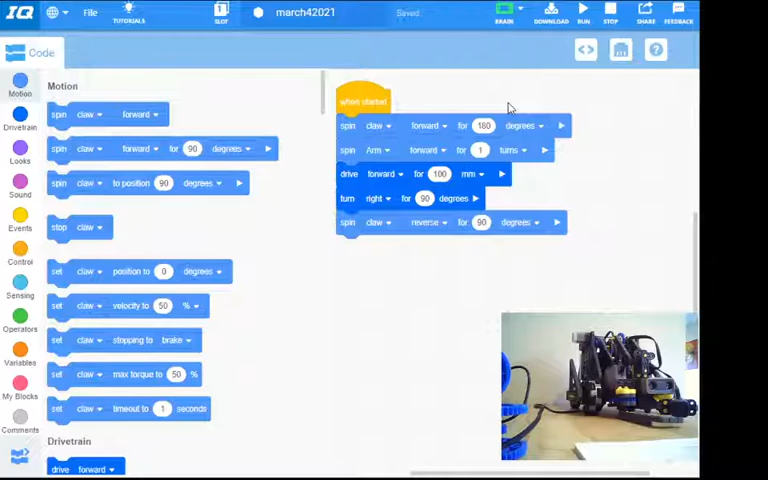 IQ File TUTORIALS 1 SLOT march42021 Saved BRAIN DOWNLOAD RUN STOP SHARE FEEDBACK
Code
Motion
Drivetrain
Looks
Sound
Events
Control
Sensing
Operators
Variables
My Blocks
Comments
Motion
spin claw forward
spin claw forward for 90 degrees
spin claw to position 90 degrees
stop claw
set claw position to 0 degrees
set claw velocity to 50 %
set claw stopping to brake
set claw max torque to 50 %
set claw timeout to 1 seconds
Drivetrain
drive forward
when started
spin claw forward for 180 degrees
spin Arm forward for 1 turns
drive forward for 100 mm
turn right for 90 degrees
spin claw reverse for 90 degrees